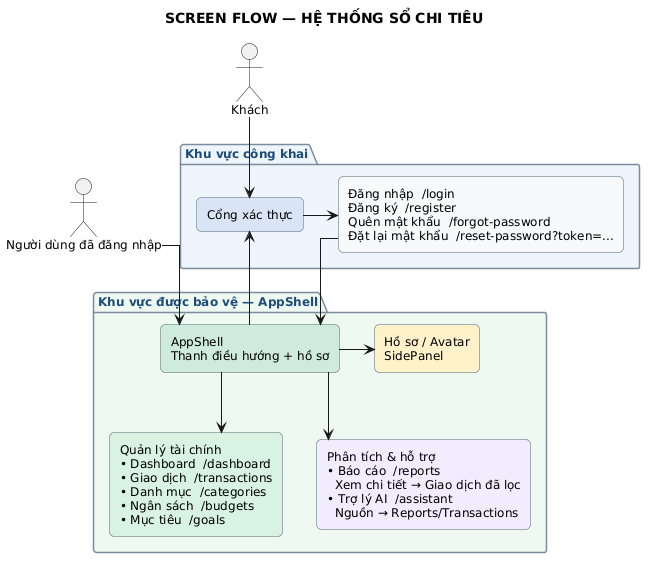 SCREEN FLOW — HỆ THỐNG SỔ CHI TIÊU
Khách
Khu vực công khai
Cổng xác thực
Đăng nhập /login
Đăng ký /register
Quên mật khẩu /forgot-password
Đặt lại mật khẩu /reset-password?token=...
Người dùng đã đăng nhập
Khu vực được bảo vệ — AppShell
AppShell
Thanh điều hướng + hồ sơ
Hồ sơ / Avatar
SidePanel
Quản lý tài chính
• Dashboard /dashboard
• Giao dịch /transactions
• Danh mục /categories
• Ngân sách /budgets
• Mục tiêu /goals
Phân tích & hỗ trợ
• Báo cáo /reports
Xem chi tiết → Giao dịch đã lọc
• Trợ lý AI /assistant
Nguồn → Reports/Transactions